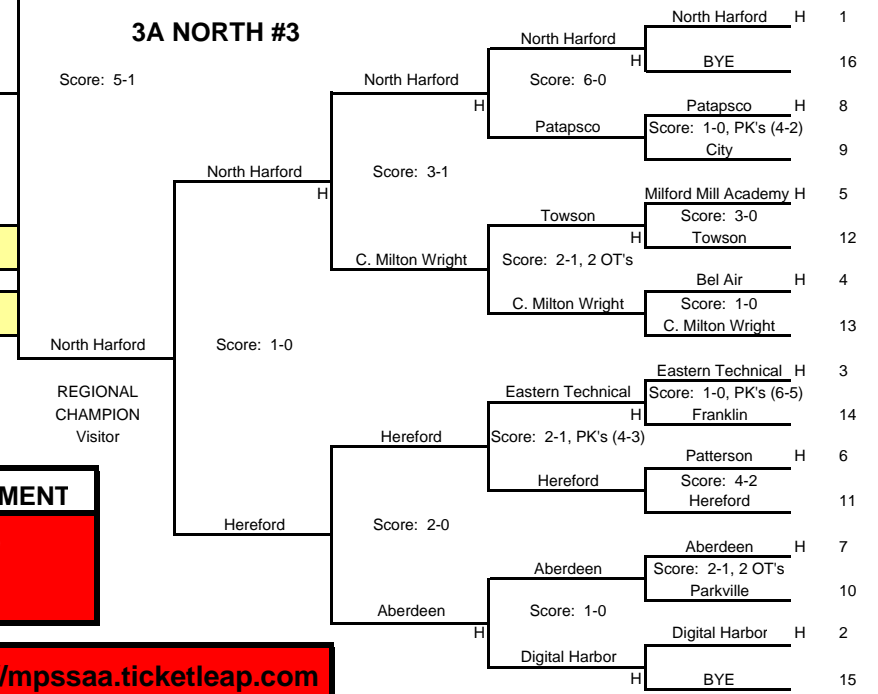 3A NORTH #3
North Harford H 1
North Harford
H BYE 16
Score: 5-1 North Harford Score: 6-0
H Patapsco H 8
Patapsco Score: 1-0, PK's (4-2)
City 9
North Harford Score: 3-1
H Milford Mill Academy H 5
Towson Score: 3-0
H Towson 12
C. Milton Wright Score: 2-1, 2 OT's
Bel Air H 4
C. Milton Wright Score: 1-0
C. Milton Wright 13
North Harford Score: 1-0
Eastern Technical H 3
REGIONAL Eastern Technical Score: 1-0, PK's (6-5)
CHAMPION H Franklin 14
Visitor Hereford Score: 2-1, PK's (4-3)
Patterson H 6
Hereford Score: 4-2
MENT Hereford 11
Hereford Score: 2-0
Aberdeen H 7
Aberdeen Score: 2-1, 2 OT's
Parkville 10
Aberdeen Score: 1-0
H Digital Harbor H 2
Digital Harbor
/mpssaa.ticketleap.com H BYE 15